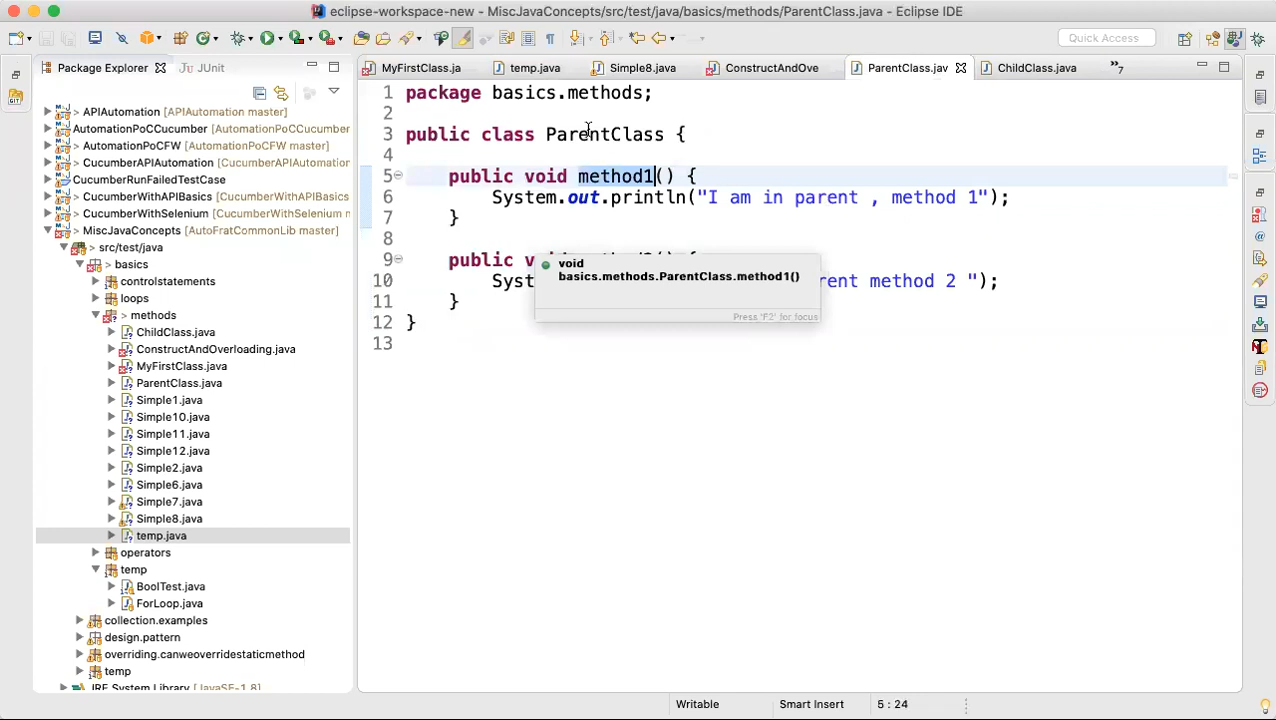 eclipse-workspace-new – MiscJavaConcepts/src/test/java/basics/methods/ParentClass.java - Eclipse IDE
Quick Access
Package Explorer
JUnit
MyFirstClass.ja
temp.java
Simple8.java
ConstructAndOve
ParentClass.jav
ChildClass.java
»7
> APIAutomation [APIAutomation master]
AutomationPoCCucumber [AutomationPoCCucumber]
> AutomationPoCFW [AutomationPoCFW master]
> CucumberAPIAutomation [CucumberAPIAutomation]
CucumberRunFailedTestCase
> CucumberWithAPIBasics [CucumberWithAPIBasics
> CucumberWithSelenium [CucumberWithSelenium m
> MiscJavaConcepts [AutoFratCommonLib master]
> src/test/java
> basics
controlstatements
loops
> methods
ChildClass.java
ConstructAndOverloading.java
MyFirstClass.java
ParentClass.java
Simple1.java
Simple10.java
Simple11.java
Simple12.java
Simple2.java
Simple6.java
Simple7.java
Simple8.java
temp.java
operators
temp
BoolTest.java
ForLoop.java
collection.examples
design.pattern
overriding.canweoverridestaticmethod
temp
JRE System Library [JavaSE-1.8]
1 package basics.methods;
2
3 public class ParentClass {
4
5 public void method1() {
6 System.out.println("I am in parent , method 1");
7 }
8
9 public v
10 Syst rent method 2 ");
11 }
12 }
13
void
basics.methods.ParentClass.method1()
Press 'F2' for focus
Writable
Smart Insert
5 : 24